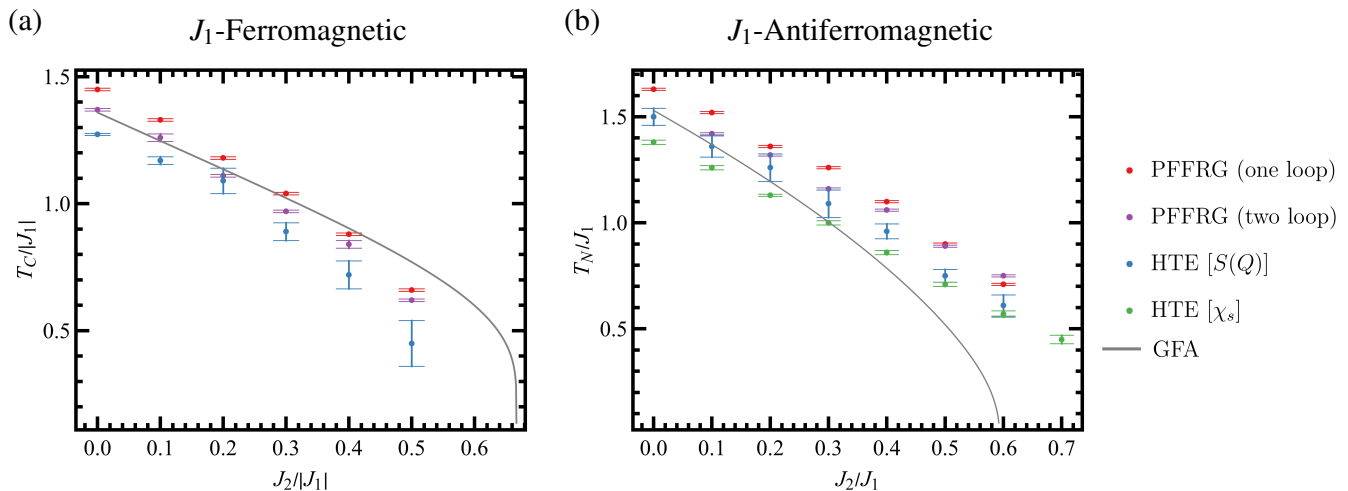 (a)
J₁-Ferromagnetic
T_C/|J₁|
1.5
1.0
0.5
0.0 0.1 0.2 0.3 0.4 0.5 0.6
J₂/|J₁|
(b)
J₁-Antiferromagnetic
T_N/J₁
1.5
1.0
0.5
0.0 0.1 0.2 0.3 0.4 0.5 0.6 0.7
J₂/J₁
PFFRG (one loop)
PFFRG (two loop)
HTE [S(Q)]
HTE [χₛ]
GFA